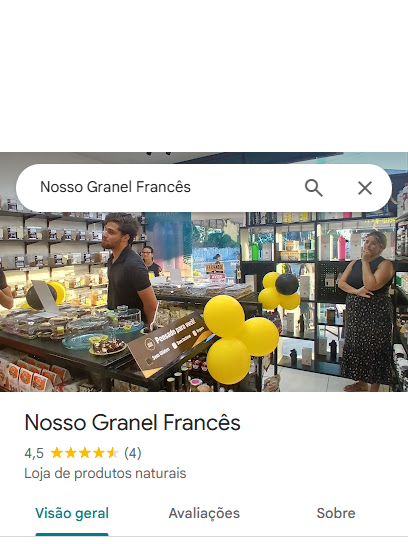 Nosso Granel Francês
Pensado para você
Nosso Granel Francês
4,5 (4)
Loja de produtos naturais
Visão geral
Avaliações
Sobre